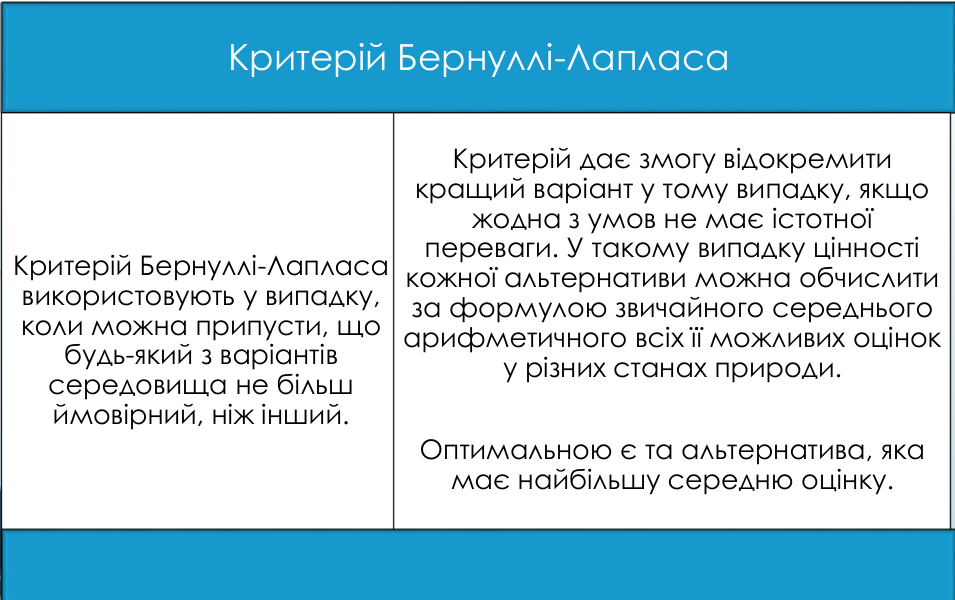 Критерій Бернуллі-Лапласа
Критерій Бернуллі-Лапласа
використовують у випадку,
коли можна припусти, що
будь-який з варіантів
середовища не більш
ймовірний, ніж інший.
Критерій дає змогу відокремити
кращий варіант у тому випадку, якщо
жодна з умов не має істотної
переваги. У такому випадку цінності
кожної альтернативи можна обчислити
за формулою звичайного середнього
арифметичного всіх її можливих оцінок
у різних станах природи.
Оптимальною є та альтернатива, яка
має найбільшу середню оцінку.